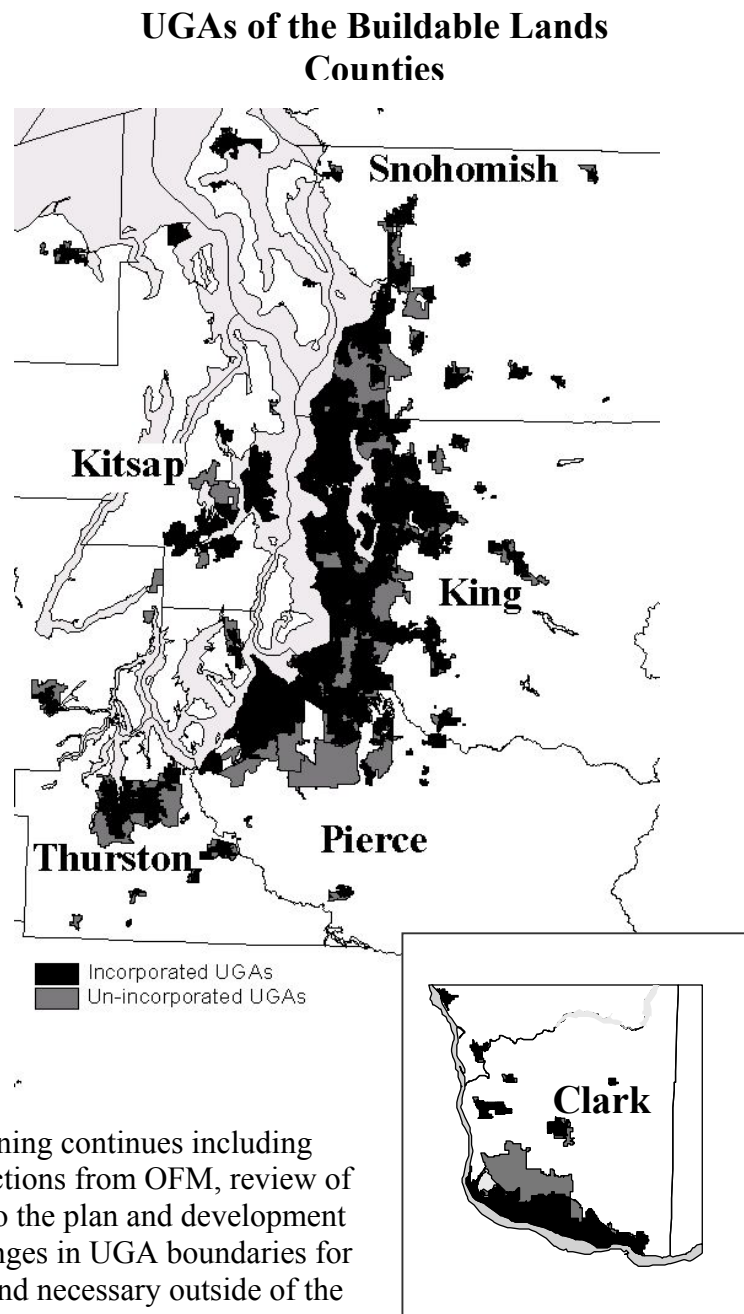 UGAs of the Buildable Lands
Counties
Snohomish
Kitsap
King
Pierce
Thurston
Incorporated UGAs
Un-incorporated UGAs
Clark
ning continues including
ctions from OFM, review of
o the plan and development
nges in UGA boundaries for
nd necessary outside of the